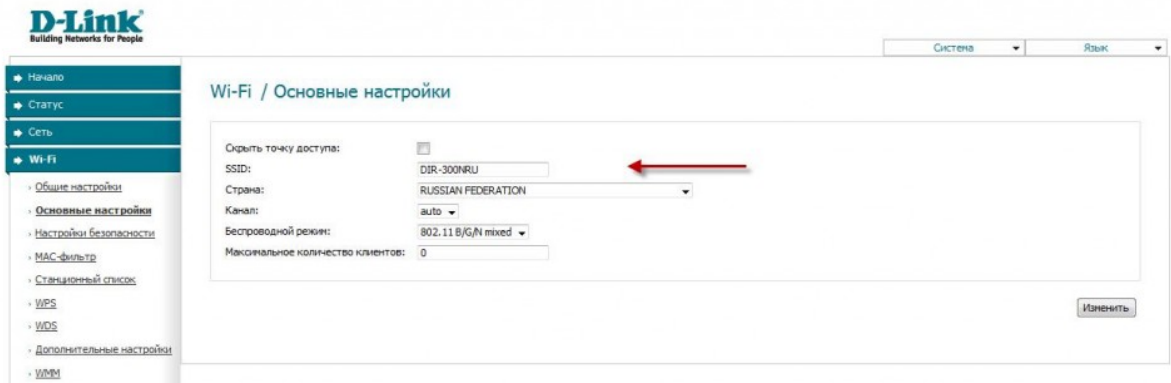 D-Link
Building Networks for People
Система
Язык
Начало
Статус
Сеть
Wi-Fi
Общие настройки
Основные настройки
Настройки безопасности
MAC-фильтр
Станционный список
WPS
WDS
Дополнительные настройки
WMM
Wi-Fi / Основные настройки
Скрыть точку доступа:
SSID: DIR-300NRU
Страна: RUSSIAN FEDERATION
Канал: auto
Беспроводной режим: 802.11 B/G/N mixed
Максимальное количество клиентов: 0
Изменить